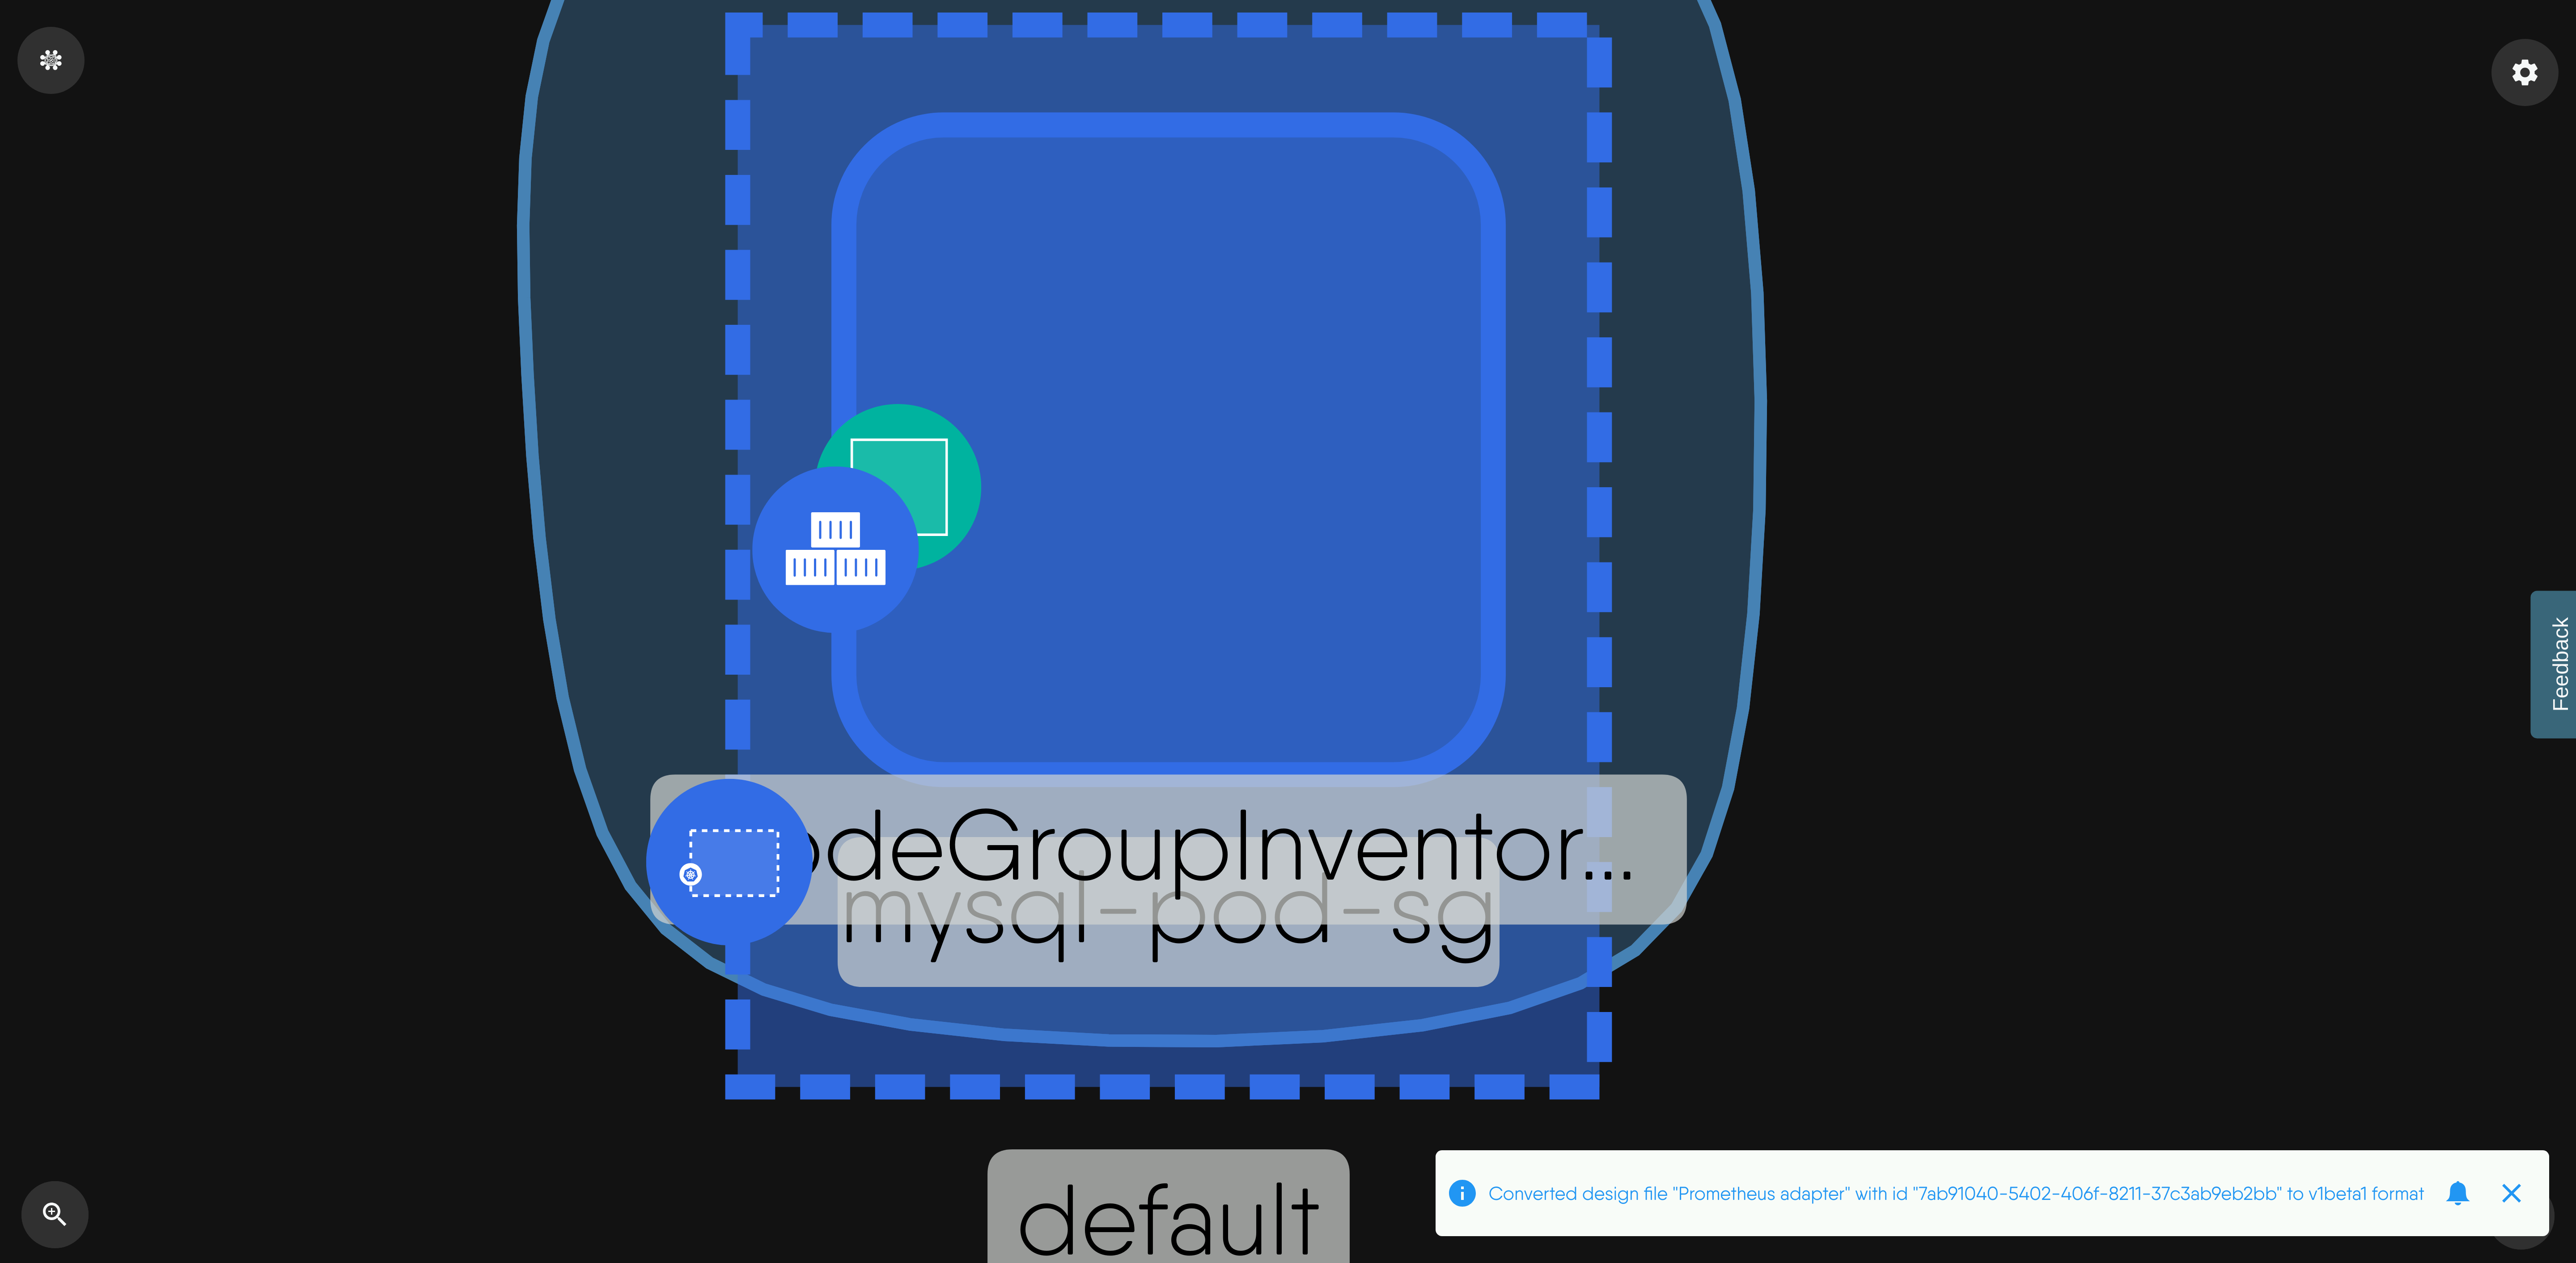 odeGroupInventor...
mysql-pod-sg
default
Feedback
Converted design file "Prometheus adapter" with id "7ab91040-5402-406f-8211-37c3ab9eb2bb" to v1beta1 format